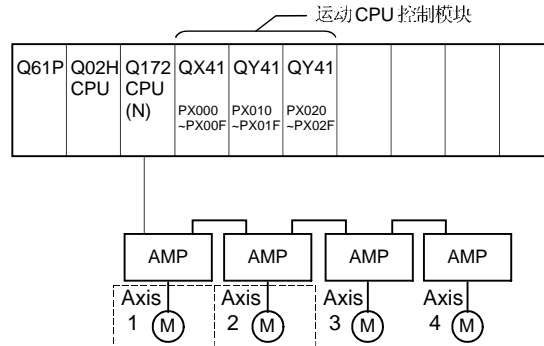 运动CPU控制模块
Q61P Q02H CPU Q172 CPU (N) QX41 PX000 ~PX00F QY41 PX010 ~PX01F QY41 PX020 ~PX02F
AMP AMP AMP AMP
Axis 1 M Axis 2 M Axis 3 M Axis 4 M